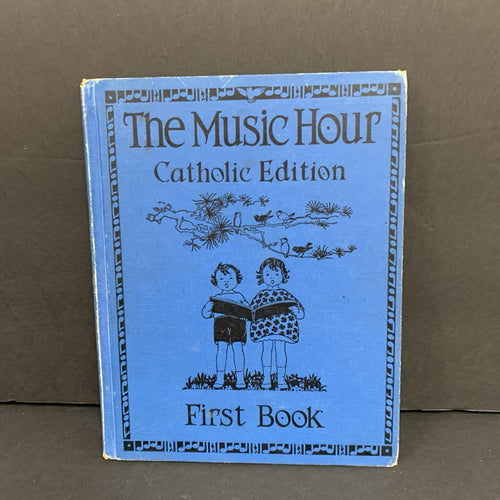 The Music Hour
Catholic Edition
First Book